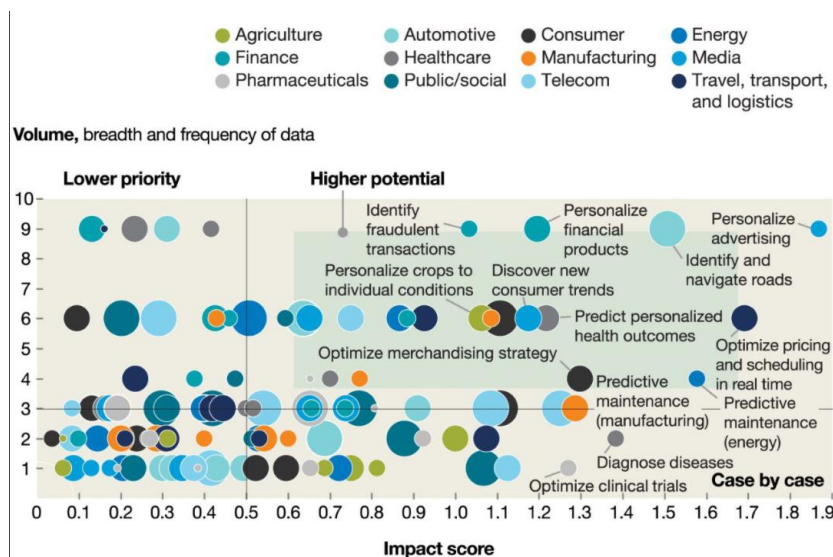 Agriculture
Automotive
Consumer
Energy
Finance
Healthcare
Manufacturing
Media
Pharmaceuticals
Public/social
Telecom
Travel, transport,
and logistics
Volume, breadth and frequency of data
Lower priority
Higher potential
Identify
fraudulent
transactions
Personalize
financial
products
Personalize
advertising
Identify and
navigate roads
Personalize crops to
individual conditions
Discover new
consumer trends
Predict personalized
health outcomes
Optimize merchandising strategy
Optimize pricing
and scheduling
in real time
Predictive
maintenance
(manufacturing)
Predictive
maintenance
(energy)
Diagnose diseases
Optimize clinical trials
Case by case
10
9
8
7
6
5
4
3
2
1
0 0.1 0.2 0.3 0.4 0.5 0.6 0.7 0.8 0.9 1.0 1.1 1.2 1.3 1.4 1.5 1.6 1.7 1.8 1.9
Impact score